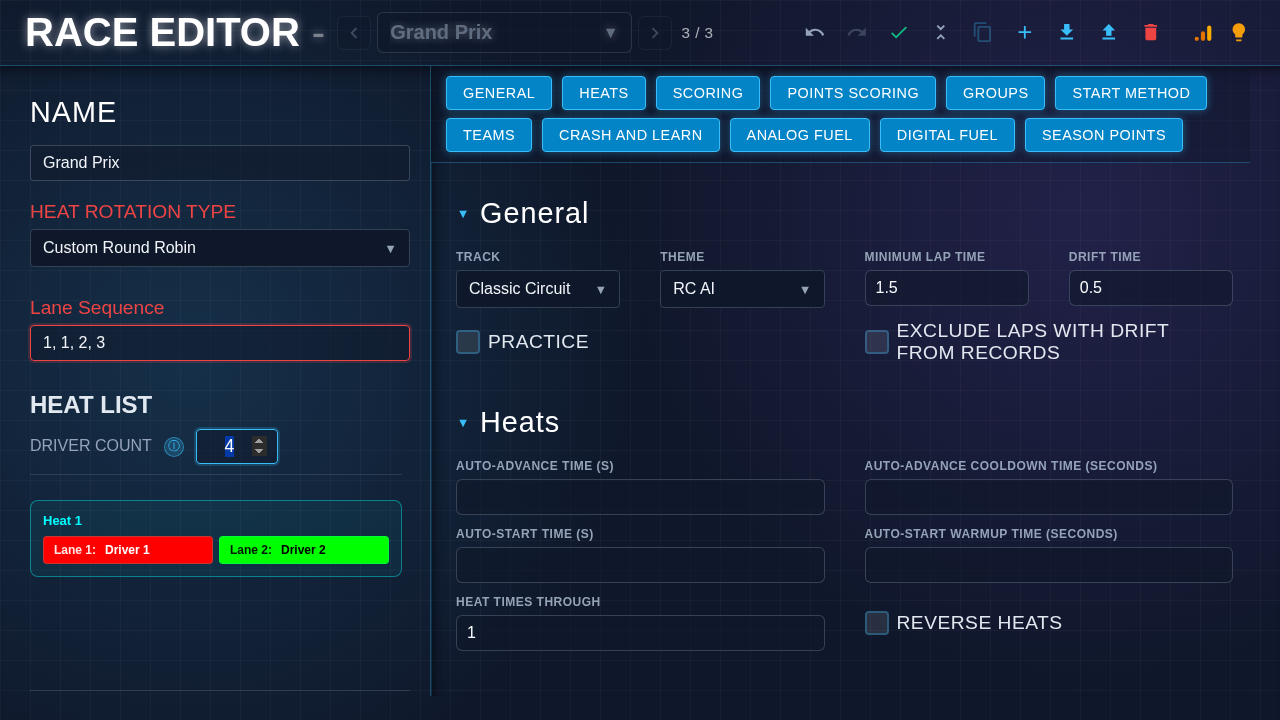 RACE EDITOR -
Grand Prix
3 / 3
NAME
Grand Prix
HEAT ROTATION TYPE
Custom Round Robin
Lane Sequence
1, 1, 2, 3
HEAT LIST
DRIVER COUNT ⓘ 4
Heat 1
Lane 1: Driver 1
Lane 2: Driver 2
GENERAL HEATS SCORING POINTS SCORING GROUPS START METHOD
TEAMS CRASH AND LEARN ANALOG FUEL DIGITAL FUEL SEASON POINTS
General
TRACK THEME MINIMUM LAP TIME DRIFT TIME
Classic Circuit RC AI 1.5 0.5
PRACTICE
EXCLUDE LAPS WITH DRIFT
FROM RECORDS
Heats
AUTO-ADVANCE TIME (S) AUTO-ADVANCE COOLDOWN TIME (SECONDS)
AUTO-START TIME (S) AUTO-START WARMUP TIME (SECONDS)
HEAT TIMES THROUGH
1
REVERSE HEATS